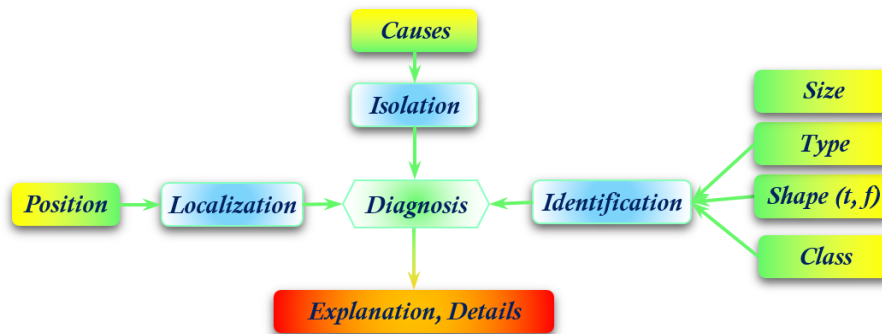 Causes
Isolation
Size
Type
Position
Localization
Diagnosis
Identification
Shape (t, f)
Class
Explanation, Details